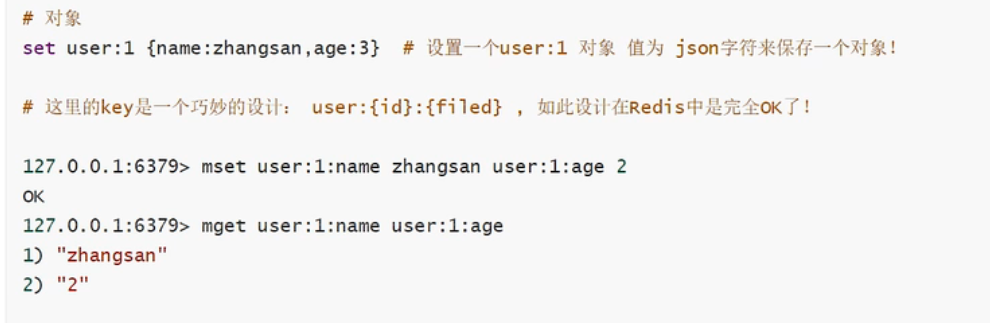 # 对象
set user:1 {name:zhangsan,age:3}  # 设置一个user:1 对象 值为 json字符来保存一个对象！
# 这里的key是一个巧妙的设计： user:{id}:{filed} , 如此设计在Redis中是完全OK了！
127.0.0.1:6379> mset user:1:name zhangsan user:1:age 2
OK
127.0.0.1:6379> mget user:1:name user:1:age
1) "zhangsan"
2) "2"